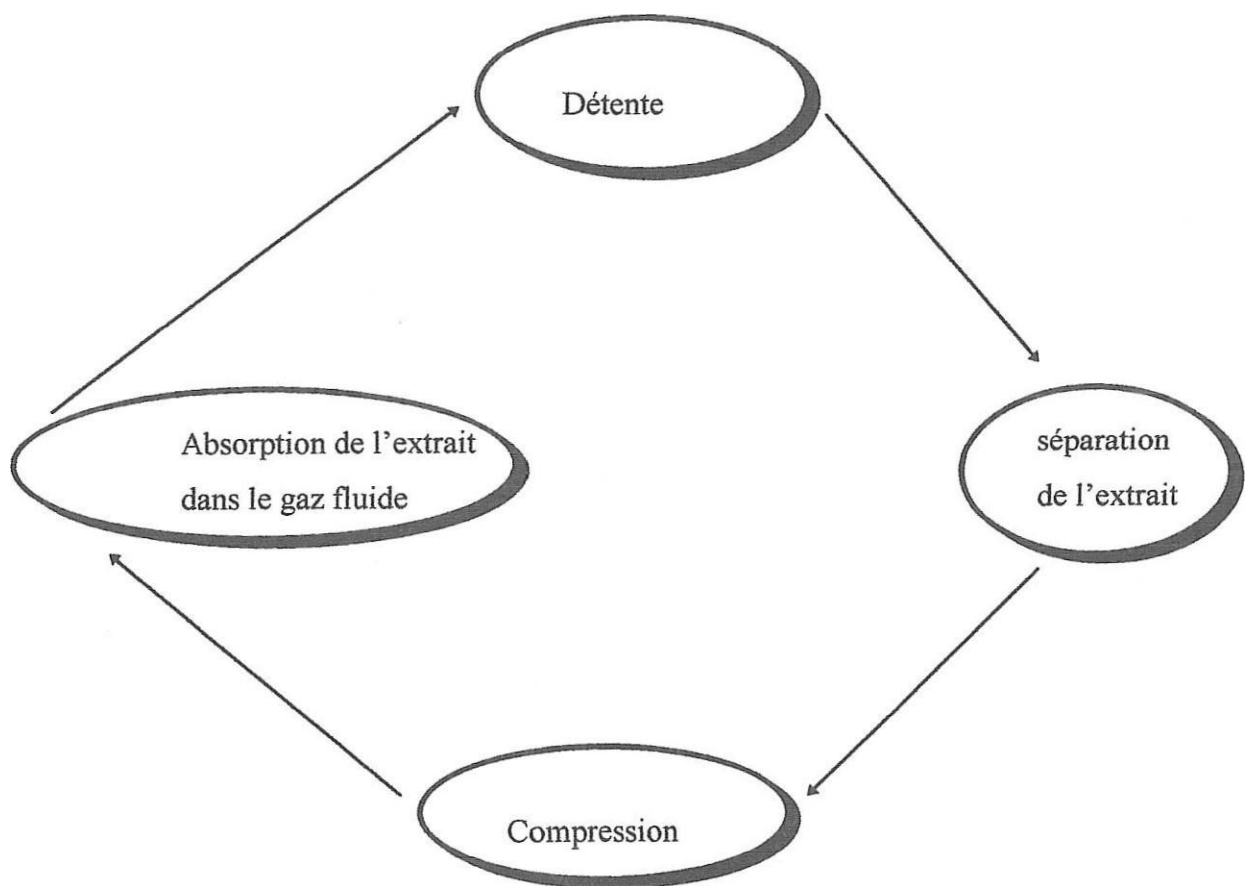 Détente
Absorption de l’extrait
dans le gaz fluide
séparation
de l’extrait
Compression